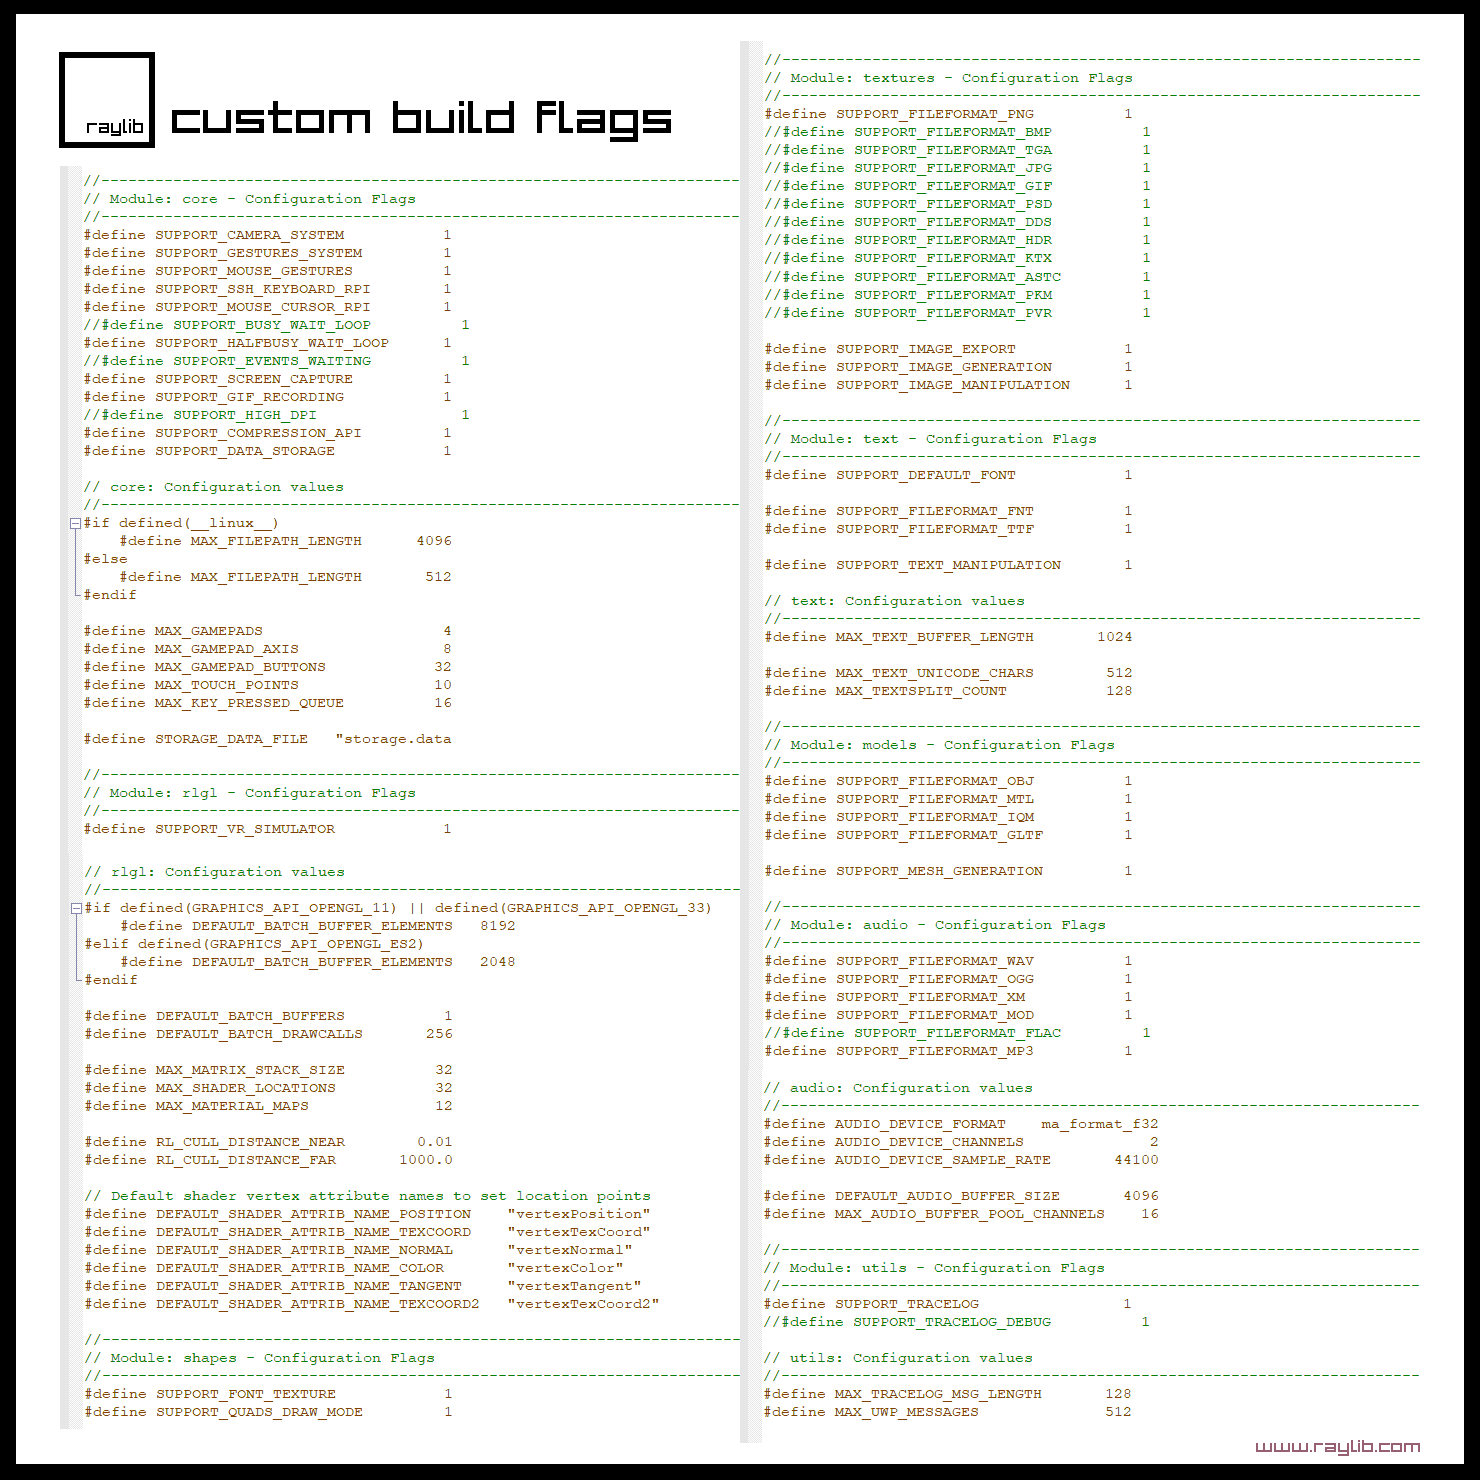 raylib
custom build flags
//-----------------------------------------------------------------------
// Module: core - Configuration Flags
//-----------------------------------------------------------------------
#define SUPPORT_CAMERA_SYSTEM           1
#define SUPPORT_GESTURES_SYSTEM         1
#define SUPPORT_MOUSE_GESTURES          1
#define SUPPORT_SSH_KEYBOARD_RPI        1
#define SUPPORT_MOUSE_CURSOR_RPI        1
//#define SUPPORT_BUSY_WAIT_LOOP          1
#define SUPPORT_HALFBUSY_WAIT_LOOP      1
//#define SUPPORT_EVENTS_WAITING          1
#define SUPPORT_SCREEN_CAPTURE          1
#define SUPPORT_GIF_RECORDING           1
//#define SUPPORT_HIGH_DPI                1
#define SUPPORT_COMPRESSION_API         1
#define SUPPORT_DATA_STORAGE            1
// core: Configuration values
//-----------------------------------------------------------------------
#if defined(__linux__)
    #define MAX_FILEPATH_LENGTH      4096
#else
    #define MAX_FILEPATH_LENGTH       512
#endif
#define MAX_GAMEPADS                    4
#define MAX_GAMEPAD_AXIS                8
#define MAX_GAMEPAD_BUTTONS            32
#define MAX_TOUCH_POINTS               10
#define MAX_KEY_PRESSED_QUEUE          16
#define STORAGE_DATA_FILE   "storage.data
//-----------------------------------------------------------------------
// Module: rlgl - Configuration Flags
//-----------------------------------------------------------------------
#define SUPPORT_VR_SIMULATOR            1
// rlgl: Configuration values
//-----------------------------------------------------------------------
#if defined(GRAPHICS_API_OPENGL_11) || defined(GRAPHICS_API_OPENGL_33)
    #define DEFAULT_BATCH_BUFFER_ELEMENTS   8192
#elif defined(GRAPHICS_API_OPENGL_ES2)
    #define DEFAULT_BATCH_BUFFER_ELEMENTS   2048
#endif
#define DEFAULT_BATCH_BUFFERS           1
#define DEFAULT_BATCH_DRAWCALLS       256
#define MAX_MATRIX_STACK_SIZE          32
#define MAX_SHADER_LOCATIONS           32
#define MAX_MATERIAL_MAPS              12
#define RL_CULL_DISTANCE_NEAR        0.01
#define RL_CULL_DISTANCE_FAR       1000.0
// Default shader vertex attribute names to set location points
#define DEFAULT_SHADER_ATTRIB_NAME_POSITION    "vertexPosition"
#define DEFAULT_SHADER_ATTRIB_NAME_TEXCOORD    "vertexTexCoord"
#define DEFAULT_SHADER_ATTRIB_NAME_NORMAL      "vertexNormal"
#define DEFAULT_SHADER_ATTRIB_NAME_COLOR       "vertexColor"
#define DEFAULT_SHADER_ATTRIB_NAME_TANGENT     "vertexTangent"
#define DEFAULT_SHADER_ATTRIB_NAME_TEXCOORD2   "vertexTexCoord2"
//-----------------------------------------------------------------------
// Module: shapes - Configuration Flags
//-----------------------------------------------------------------------
#define SUPPORT_FONT_TEXTURE            1
#define SUPPORT_QUADS_DRAW_MODE         1
//-----------------------------------------------------------------------
// Module: textures - Configuration Flags
//-----------------------------------------------------------------------
#define SUPPORT_FILEFORMAT_PNG          1
//#define SUPPORT_FILEFORMAT_BMP          1
//#define SUPPORT_FILEFORMAT_TGA          1
//#define SUPPORT_FILEFORMAT_JPG          1
//#define SUPPORT_FILEFORMAT_GIF          1
//#define SUPPORT_FILEFORMAT_PSD          1
//#define SUPPORT_FILEFORMAT_DDS          1
//#define SUPPORT_FILEFORMAT_HDR          1
//#define SUPPORT_FILEFORMAT_KTX          1
//#define SUPPORT_FILEFORMAT_ASTC         1
//#define SUPPORT_FILEFORMAT_PKM          1
//#define SUPPORT_FILEFORMAT_PVR          1
#define SUPPORT_IMAGE_EXPORT            1
#define SUPPORT_IMAGE_GENERATION        1
#define SUPPORT_IMAGE_MANIPULATION      1
//-----------------------------------------------------------------------
// Module: text - Configuration Flags
//-----------------------------------------------------------------------
#define SUPPORT_DEFAULT_FONT            1
#define SUPPORT_FILEFORMAT_FNT          1
#define SUPPORT_FILEFORMAT_TTF          1
#define SUPPORT_TEXT_MANIPULATION       1
// text: Configuration values
//-----------------------------------------------------------------------
#define MAX_TEXT_BUFFER_LENGTH       1024
#define MAX_TEXT_UNICODE_CHARS        512
#define MAX_TEXTSPLIT_COUNT           128
//-----------------------------------------------------------------------
// Module: models - Configuration Flags
//-----------------------------------------------------------------------
#define SUPPORT_FILEFORMAT_OBJ          1
#define SUPPORT_FILEFORMAT_MTL          1
#define SUPPORT_FILEFORMAT_IQM          1
#define SUPPORT_FILEFORMAT_GLTF         1
#define SUPPORT_MESH_GENERATION         1
//-----------------------------------------------------------------------
// Module: audio - Configuration Flags
//-----------------------------------------------------------------------
#define SUPPORT_FILEFORMAT_WAV          1
#define SUPPORT_FILEFORMAT_OGG          1
#define SUPPORT_FILEFORMAT_XM           1
#define SUPPORT_FILEFORMAT_MOD          1
//#define SUPPORT_FILEFORMAT_FLAC         1
#define SUPPORT_FILEFORMAT_MP3          1
// audio: Configuration values
//-----------------------------------------------------------------------
#define AUDIO_DEVICE_FORMAT    ma_format_f32
#define AUDIO_DEVICE_CHANNELS              2
#define AUDIO_DEVICE_SAMPLE_RATE       44100
#define DEFAULT_AUDIO_BUFFER_SIZE       4096
#define MAX_AUDIO_BUFFER_POOL_CHANNELS    16
//-----------------------------------------------------------------------
// Module: utils - Configuration Flags
//-----------------------------------------------------------------------
#define SUPPORT_TRACELOG                1
//#define SUPPORT_TRACELOG_DEBUG          1
// utils: Configuration values
//-----------------------------------------------------------------------
#define MAX_TRACELOG_MSG_LENGTH       128
#define MAX_UWP_MESSAGES              512
www.raylib.com